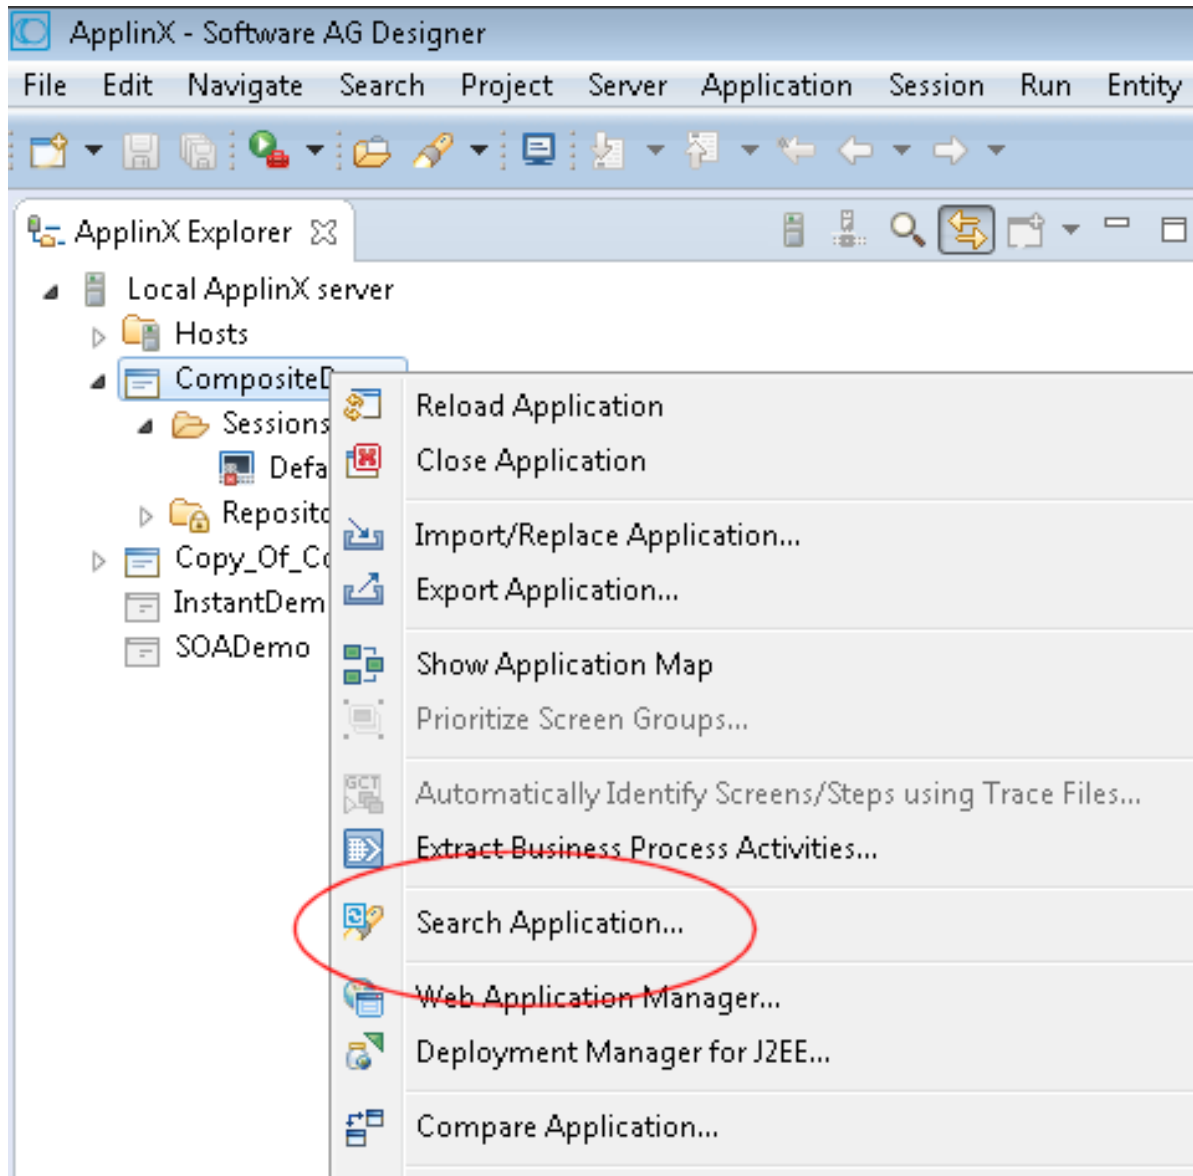 ApplinX - Software AG Designer
File Edit Navigate Search Project Server Application Session Run Entity
ApplinX Explorer
Local ApplinX server
Hosts
CompositeD
Sessions
Defa
Reposito
Copy_Of_Co
InstantDem
SOADemo
Reload Application
Close Application
Import/Replace Application...
Export Application...
Show Application Map
Prioritize Screen Groups...
GCT
Automatically Identify Screens/Steps using Trace Files...
Extract Business Process Activities...
Search Application...
Web Application Manager...
Deployment Manager for J2EE...
Compare Application...